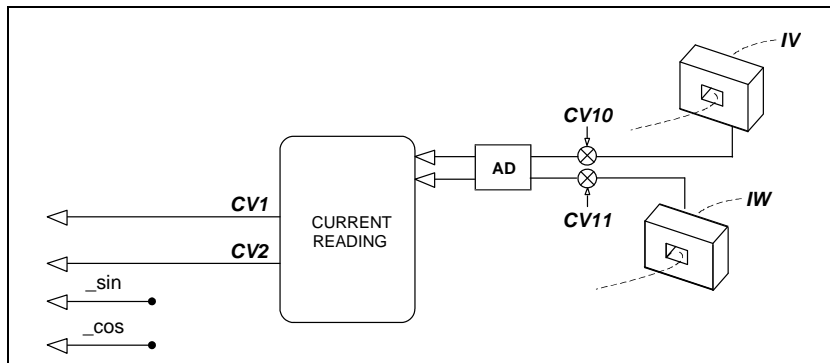 IV
CV10
AD
CV11
IW
CV1
CURRENT
READING
CV2
_sin
_cos